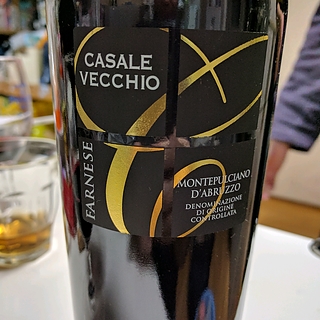 CASALE
VECCHIO
FARNESE
MONTEPULCIANO
D'ABRUZZO
DENOMINAZIONE
DI ORIGINE
CONTROLLATA